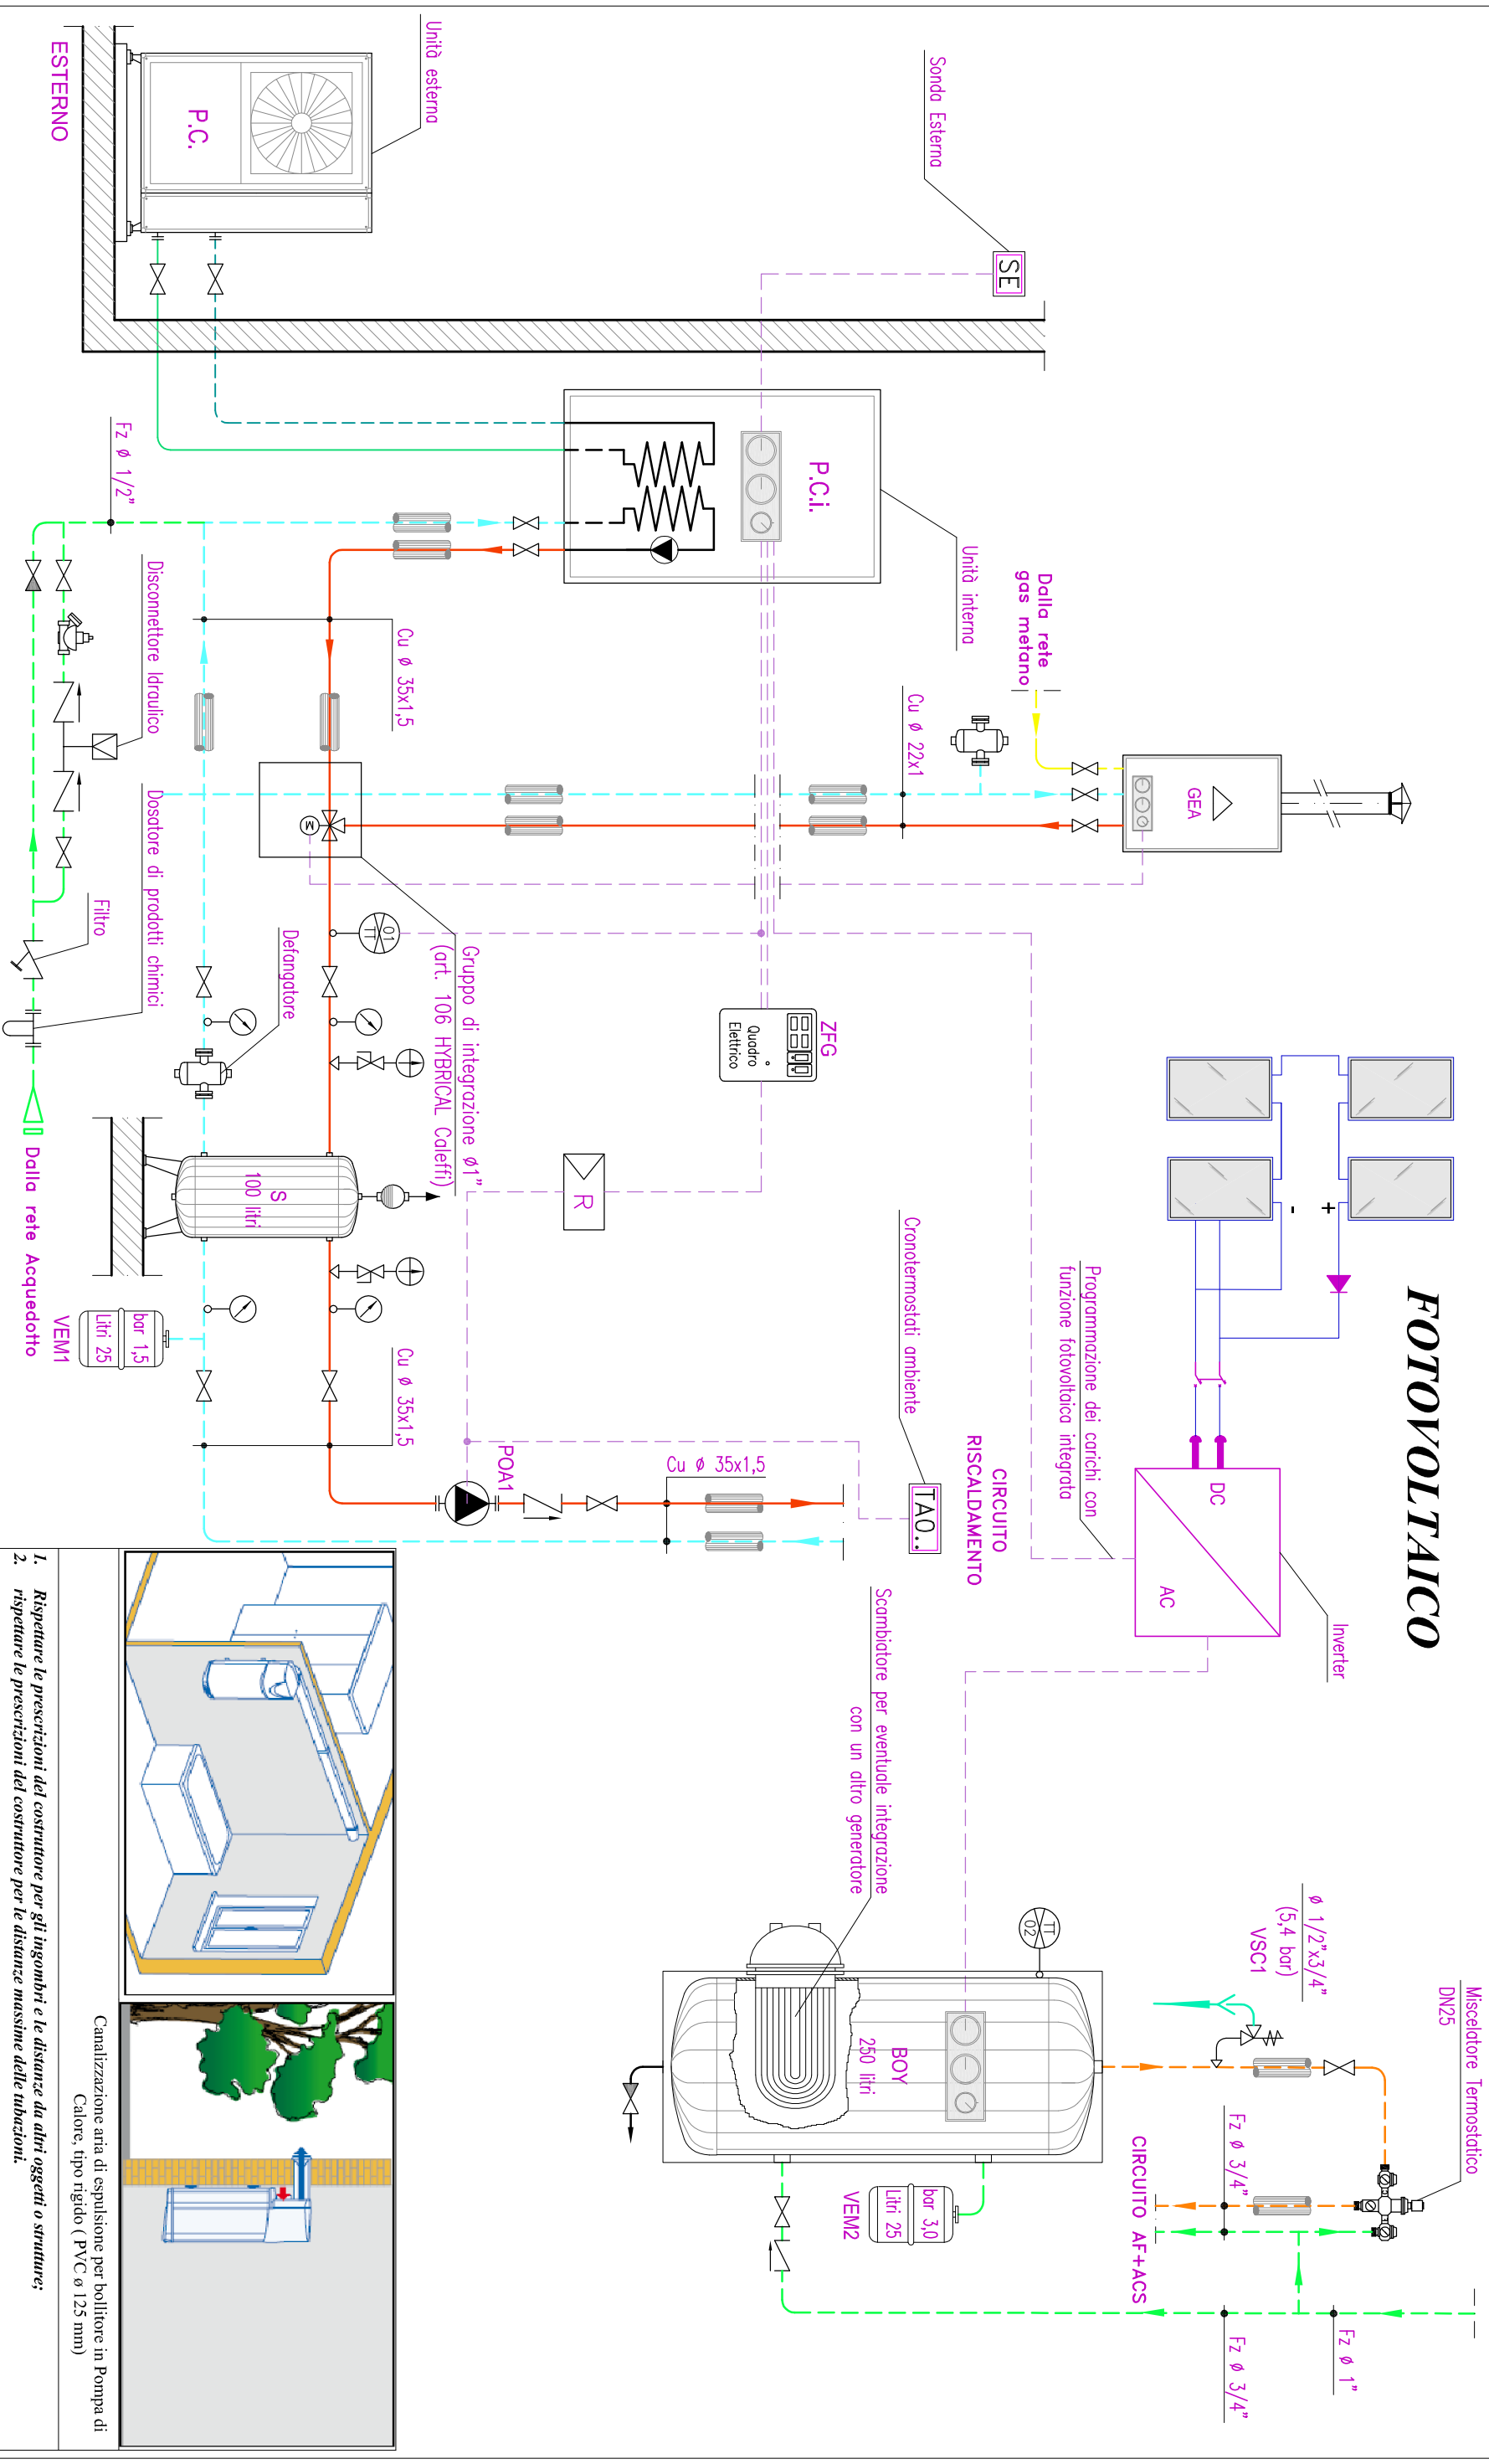 FOTOVOLTAICO
Unità esterna
P.C.
ESTERNO
Sonda Esterna
SE
P.C.i.
Unità interna
Fz ø 1/2"
Disconnettore Idraulico
Dosatore di prodotti chimici
Filtro
Dalla rete Acquedotto
Cu ø 35x1,5
Dalla rete
gas metano
Cu ø 22x1
GEA
M
01
TT
Defangatore
Gruppo di integrazione ø1"
(art. 106 HYBRICAL Caleffi)
ZFG
Quadro
Elettrico
R
S
100 litri
bar 1,5
Litri 25
VEM1
Cu ø 35x1,5
POA1
Cu ø 35x1,5
Cronotermostati ambiente
TA0.
CIRCUITO
RISCALDAMENTO
Programmazione dei carichi con
funzione fotovoltaica integrata
+
-
DC
AC
Inverter
Scambiatore per eventuale integrazione
con un altro generatore
TT
02
BOY
250 litri
bar 3,0
Litri 25
VEM2
ø 1/2"x3/4"
(5,4 bar)
VSC1
Miscelatore Termostatico
DN25
Fz ø 3/4"
CIRCUITO AF+ACS
Fz ø 1"
Fz ø 3/4"
Canalizzazione aria di espulsione per bollitore in Pompa di
Calore, tipo rigido ( PVC ø 125 mm)
1. Rispettare le prescrizioni del costruttore per gli ingombri e le distanze da altri oggetti o strutture;
2. rispettare le prescrizioni del costruttore per le distanze massime delle tubazioni.